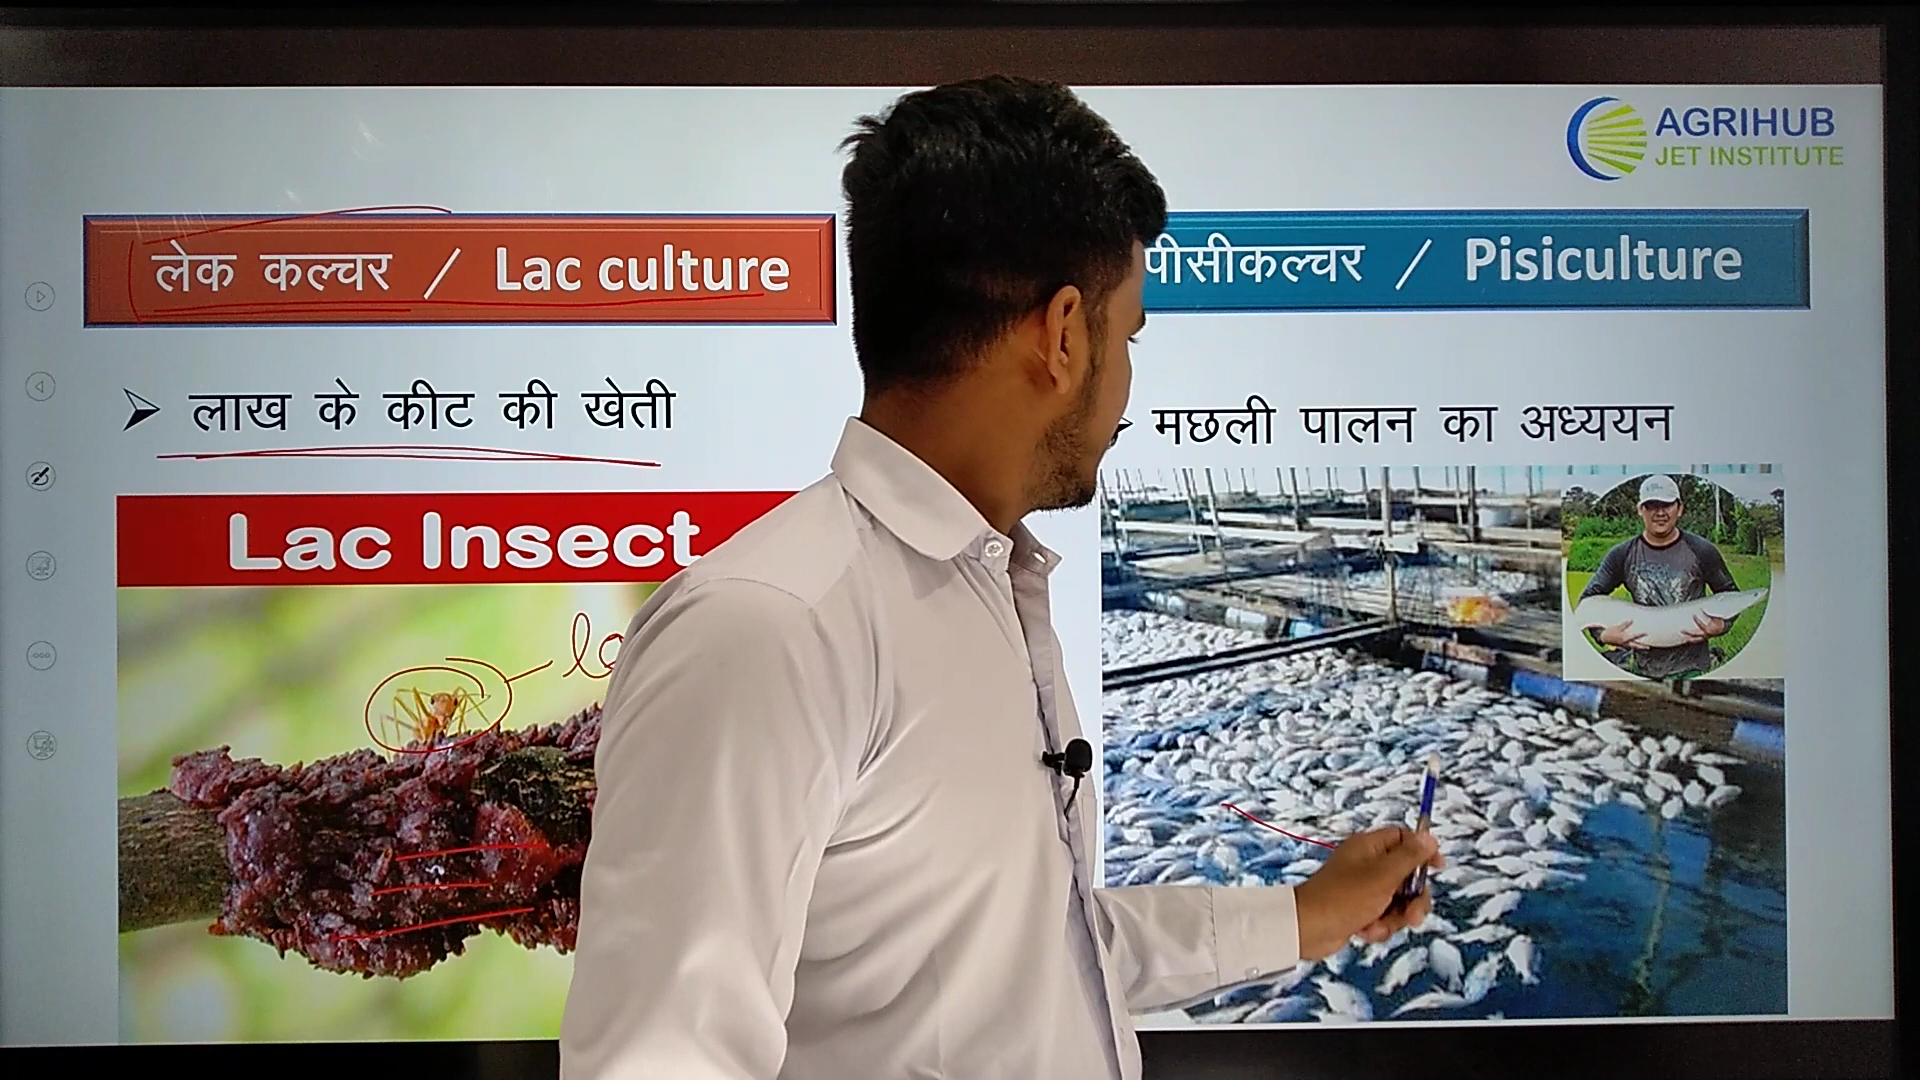 AGRIHUB
JET INSTITUTE
लेक कल्चर / Lac culture
पीसीकल्चर / Pisiculture
लाख के कीट की खेती
मछली पालन का अध्ययन
Lac Insect